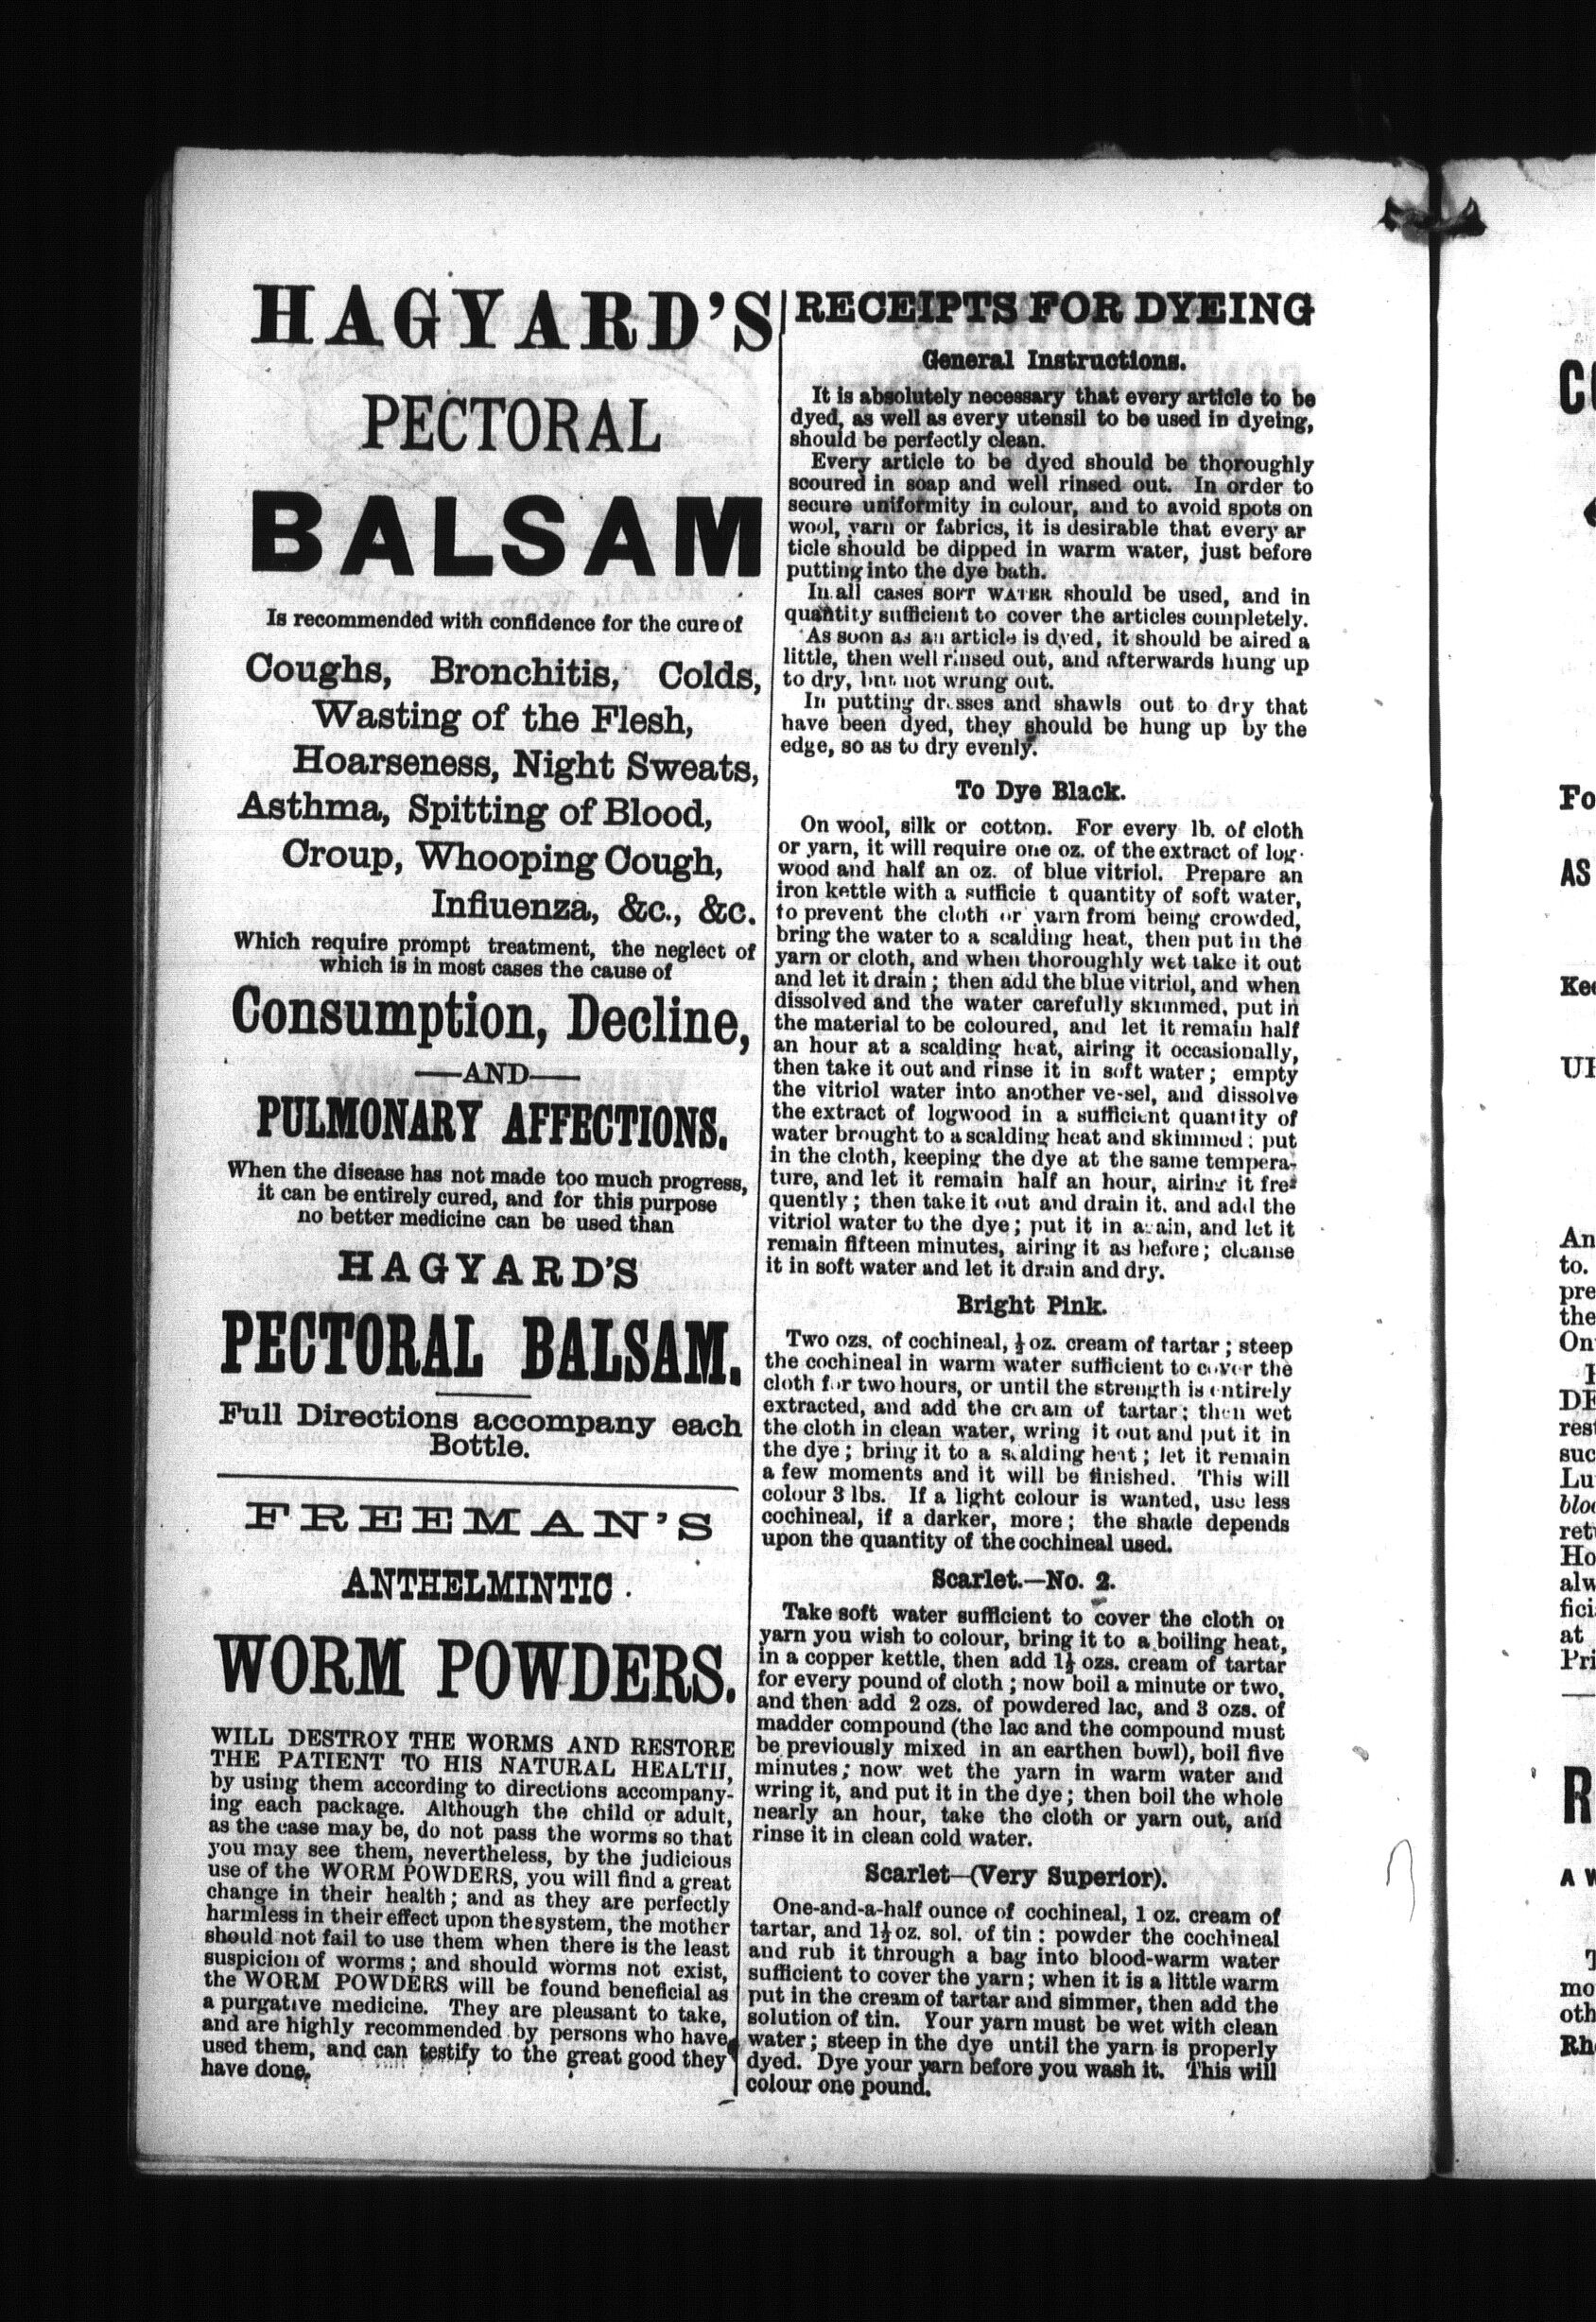 HAGYARD'S
PECTORAL
BALSAM
Is recommended with confidence for the cure of
Coughs, Bronchitis, Colds,
Wasting of the Flesh,
Hoarseness, Night Sweats,
Asthma, Spitting of Blood,
Croup, Whooping Cough,
Influenza, &c., &c.
Which require prompt treatment, the neglect of
which is in most cases the cause of
Consumption, Decline,
—AND—
PULMONARY AFFECTIONS.
When the disease has not made too much progress,
it can be entirely cured, and for this purpose
no better medicine can be used than
HAGYARD'S
PECTORAL BALSAM.
Full Directions accompany each
Bottle.
FREEMAN'S
ANTHELMINTIC
WORM POWDERS.
WILL DESTROY THE WORMS AND RESTORE
THE PATIENT TO HIS NATURAL HEALTH,
by using them according to directions accompany-
ing each package. Although the child or adult,
as the case may be, do not pass the worms so that
you may see them, nevertheless, by the judicious
use of the WORM POWDERS, you will find a great
change in their health; and as they are perfectly
harmless in their effect upon the system, the mother
should not fail to use them when there is the least
suspicion of worms; and should worms not exist,
the WORM POWDERS will be found beneficial as
a purgative medicine. They are pleasant to take,
and are highly recommended by persons who have
used them, and can testify to the great good they
have done.
RECEIPTS FOR DYEING
General Instructions.
It is absolutely necessary that every article to be
dyed, as well as every utensil to be used in dyeing,
should be perfectly clean.
Every article to be dyed should be thoroughly
scoured in soap and well rinsed out. In order to
secure uniformity in colour, and to avoid spots on
wool, yarn or fabrics, it is desirable that every ar
ticle should be dipped in warm water, just before
putting into the dye bath.
In all cases SOFT WATER should be used, and in
quantity sufficient to cover the articles completely.
As soon as an article is dyed, it should be aired a
little, then well rinsed out, and afterwards hung up
to dry, but not wrung out.
In putting dresses and shawls out to dry that
have been dyed, they should be hung up by the
edge, so as to dry evenly.
To Dye Black.
On wool, silk or cotton. For every lb. of cloth
or yarn, it will require one oz. of the extract of log-
wood and half an oz. of blue vitriol. Prepare an
iron kettle with a sufficie t quantity of soft water,
to prevent the cloth or yarn from being crowded,
bring the water to a scalding heat, then put in the
yarn or cloth, and when thoroughly wet take it out
and let it drain; then add the blue vitriol, and when
dissolved and the water carefully skimmed, put in
the material to be coloured, and let it remain half
an hour at a scalding heat, airing it occasionally,
then take it out and rinse it in soft water; empty
the vitriol water into another ve-sel, and dissolve
the extract of logwood in a sufficient quantity of
water brought to a scalding heat and skimmed; put
in the cloth, keeping the dye at the same tempera-
ture, and let it remain half an hour, airing it fre-
quently; then take it out and drain it, and add the
vitriol water to the dye; put it in again, and let it
remain fifteen minutes, airing it as before; cleanse
it in soft water and let it drain and dry.
Bright Pink.
Two ozs. of cochineal, ½ oz. cream of tartar; steep
the cochineal in warm water sufficient to cover the
cloth for two hours, or until the strength is entirely
extracted, and add the cream of tartar; then wet
the cloth in clean water, wring it out and put it in
the dye; bring it to a scalding heat; let it remain
a few moments and it will be finished. This will
colour 3 lbs. If a light colour is wanted, use less
cochineal, if a darker, more; the shade depends
upon the quantity of the cochineal used.
Scarlet.—No. 2.
Take soft water sufficient to cover the cloth or
yarn you wish to colour, bring it to a boiling heat,
in a copper kettle, then add 1½ ozs. cream of tartar
for every pound of cloth; now boil a minute or two,
and then add 2 ozs. of powdered lac, and 3 ozs. of
madder compound (the lac and the compound must
be previously mixed in an earthen bowl), boil five
minutes; now wet the yarn in warm water and
wring it, and put it in the dye; then boil the whole
nearly an hour, take the cloth or yarn out, and
rinse it in clean cold water.
Scarlet—(Very Superior).
One-and-a-half ounce of cochineal, 1 oz. cream of
tartar, and 1½ oz. sol. of tin: powder the cochineal
and rub it through a bag into blood-warm water
sufficient to cover the yarn; when it is a little warm
put in the cream of tartar and simmer, then add the
solution of tin. Your yarn must be wet with clean
water; steep in the dye until the yarn is properly
dyed. Dye your yarn before you wash it. This will
colour one pound.
Fo
AS
Kee
An
to.
pre
the
On
DE
res
suc
Lu
bloo
ret
Ho
alw
fici
at
Pri
R
A W
mo
oth
Rh